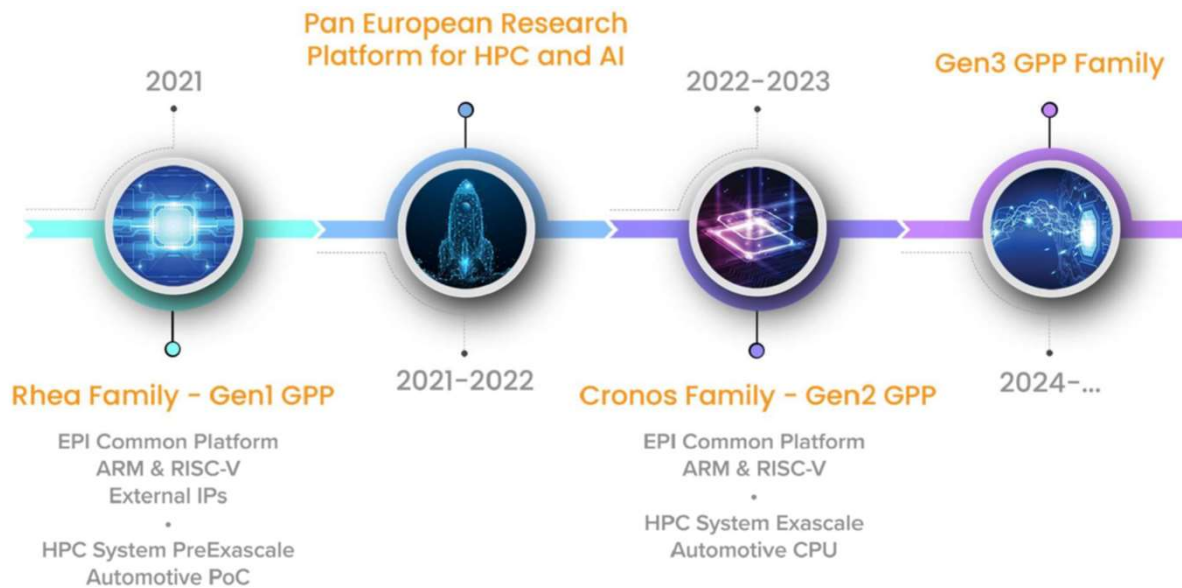 2021
Rhea Family - Gen1 GPP
EPI Common Platform
ARM & RISC-V
External IPs
•
HPC System PreExascale
Automotive PoC
Pan European Research
Platform for HPC and AI
2021-2022
2022-2023
Cronos Family - Gen2 GPP
EPI Common Platform
ARM & RISC-V
•
HPC System Exascale
Automotive CPU
Gen3 GPP Family
2024-...